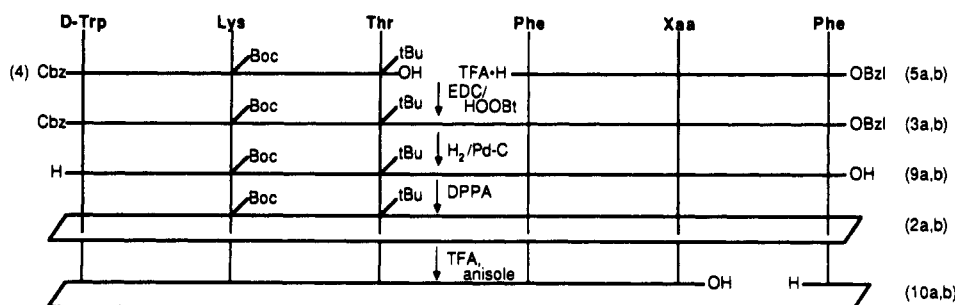 D-Trp Lys Thr Phe Xaa Phe
(4) Cbz Boc tBu OH TFA•H OBzl (5a,b)
EDC/
HOOBt
Cbz Boc tBu OBzl (3a,b)
H2/Pd-C
H Boc tBu OH (9a,b)
DPPA
Boc tBu (2a,b)
TFA,
anisole
OH H (10a,b)